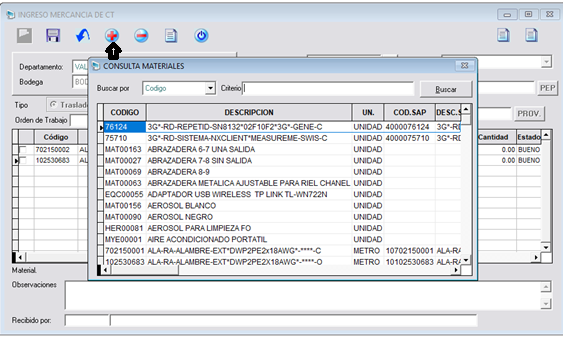 INGRESO MERCANCIA DE CT
Departamento: VAL
Bodega BOD
PEP
Tipo Traslado
Orden de Trabajo
PROV.
Código Cantidad Estado
702150002 AL 0.00 BUENO
102530683 AL 0.00 BUENO
CONSULTA MATERIALES
Buscar por Codigo Criterio Buscar
CODIGO DESCRIPCION UN. COD.SAP DESC.S
76124 3G*-RD-REPETID-SN8132*02F10F2*3G*-GENE-C UNIDAD 4000076124 3G*-RD
75710 3G*-RD-SISTEMA-NXCLIENT*MEASUREME-SWIS-C UNIDAD 4000075710 3G*-RD
MAT00163 ABRAZADERA 6-7 UNA SALIDA UNIDAD
MAT00027 ABRAZADERA 7-8 SIN SALIDA UNIDAD
MAT00069 ABRAZADERA 8-9 UNIDAD
MAT00063 ABRAZADERA METALICA AJUSTABLE PARA RIEL CHANEL UNIDAD
EQC00055 ADAPTADOR USB WIRELESS TP LINK TL-WN722N UNIDAD
MAT00156 AEROSOL BLANCO UNIDAD
MAT00090 AEROSOL NEGRO UNIDAD
HER00081 AEROSOL PARA LIMPIEZA FO UNIDAD
MYE00001 AIRE ACONDICIONADO PORTATIL UNIDAD
702150001 ALA-RA-ALAMBRE-EXT*DWP2PE2x18AWG*-****-C METRO 10702150001 ALA-RA-
102530683 ALA-RA-ALAMBRE-EXT*DWP2PE2X18AWG*-****-O METRO 10102530683 ALA-RA-
Material.
Observaciones
Recibido por: